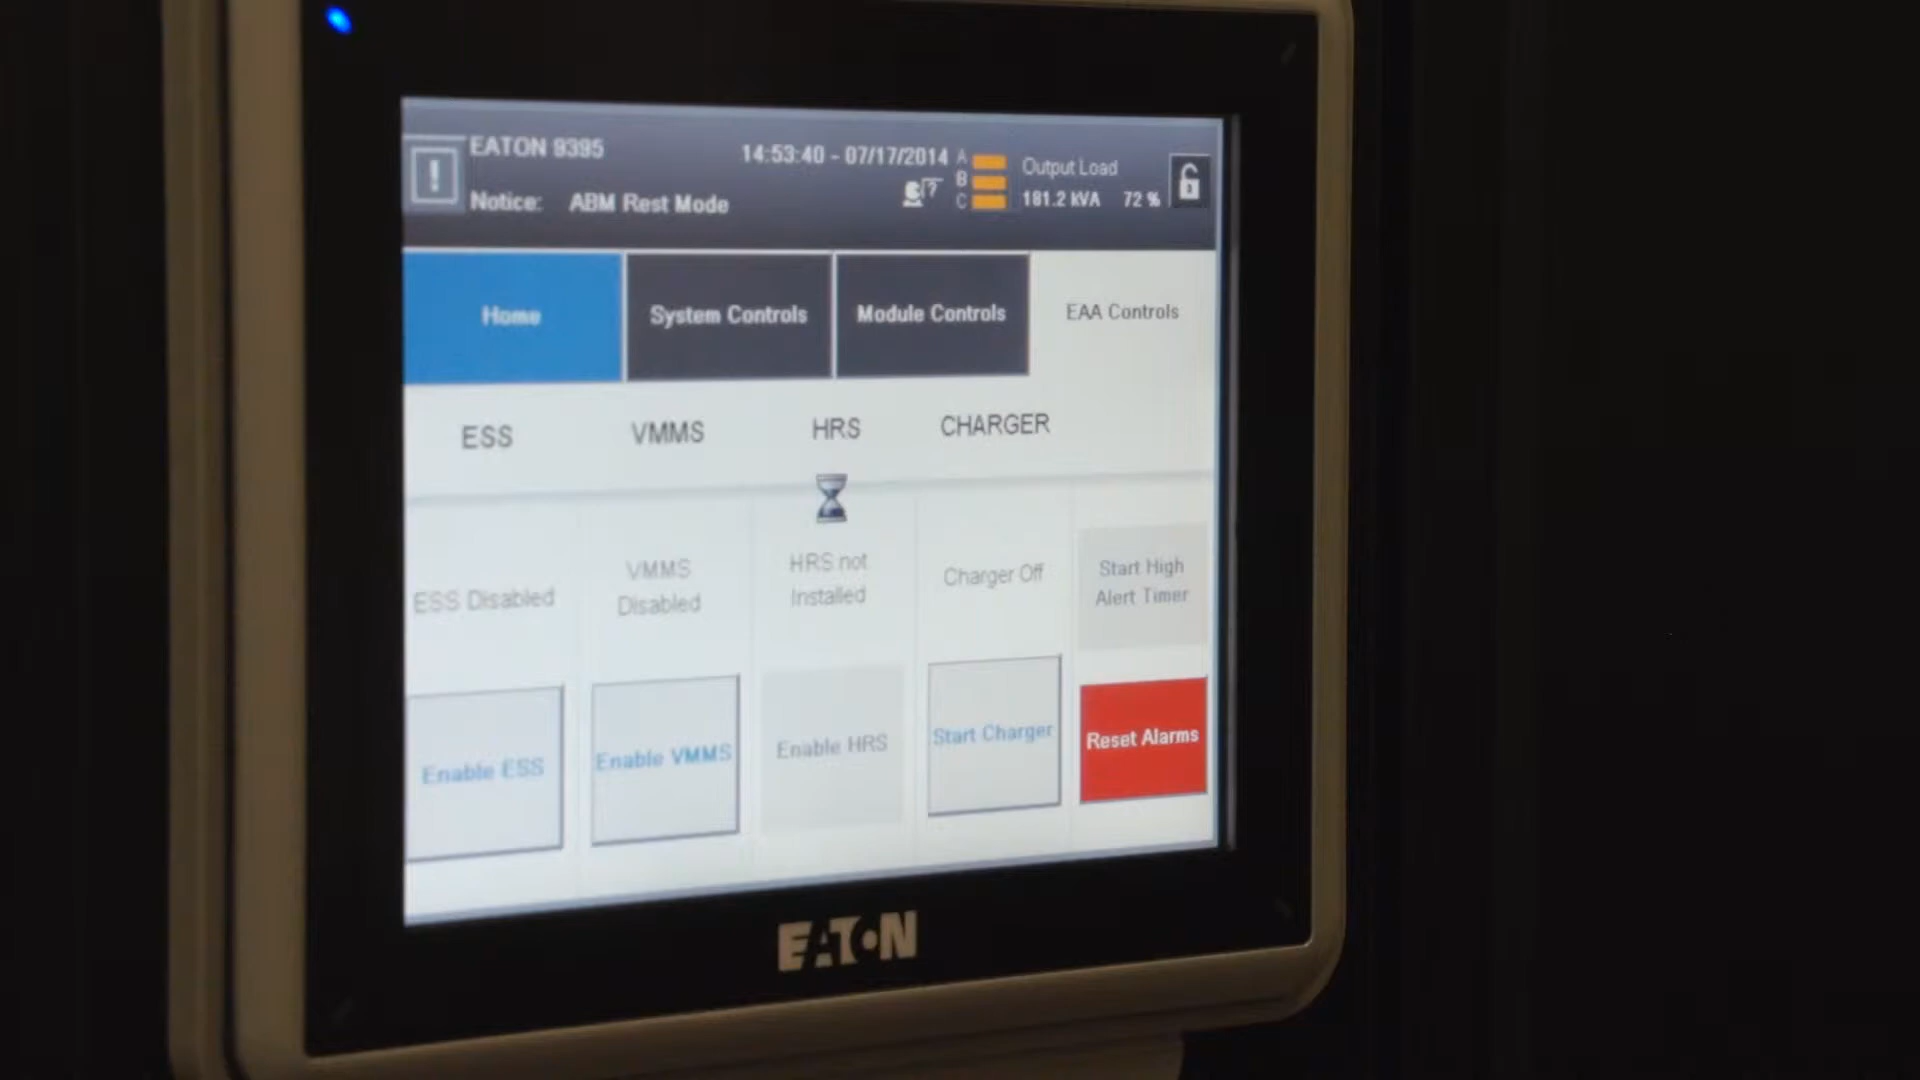 EATON 9395
14:53:40 - 07/17/2014
A
B
C
Output Load
181.2 kVA 72 %
Notice: ABM Rest Mode
Home
System Controls
Module Controls
EAA Controls
ESS
VMMS
HRS
CHARGER
ESS Disabled
VMMS
Disabled
HRS not
Installed
Charger Off
Start High
Alert Timer
Enable ESS
Enable VMMS
Enable HRS
Start Charger
Reset Alarms
EATON